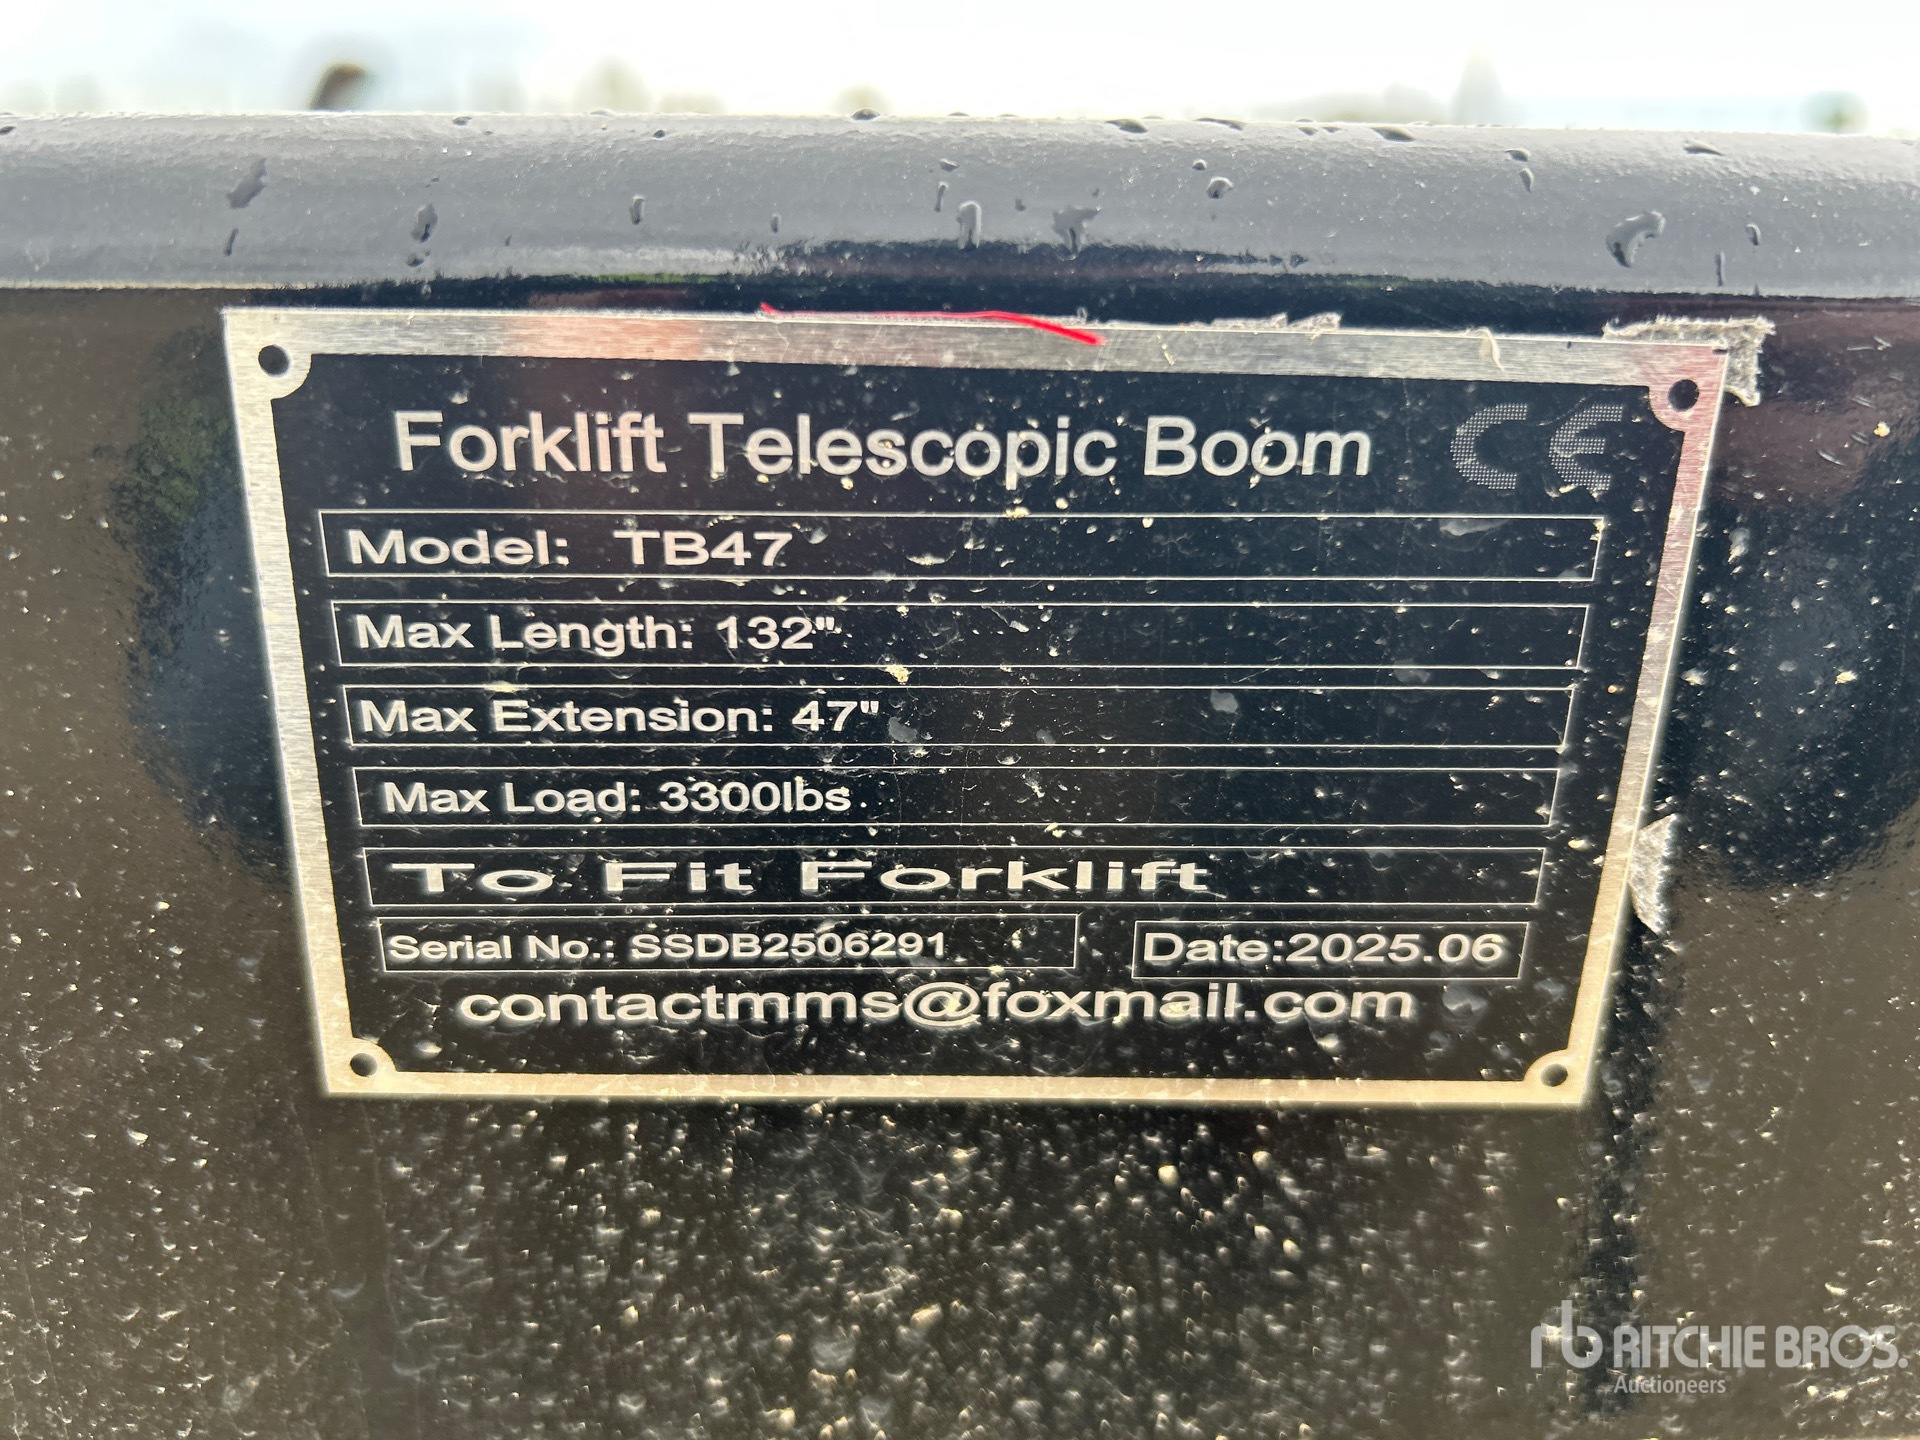 Forklift Telescopic Boom CE
Model: TB47
Max Length: 132"
Max Extension: 47"
Max Load: 3300lbs
To Fit Forklift
Serial No.: SSDB2506291 Date:2025.06
contactmms@foxmail.com
rb RITCHIE BROS.
Auctioneers